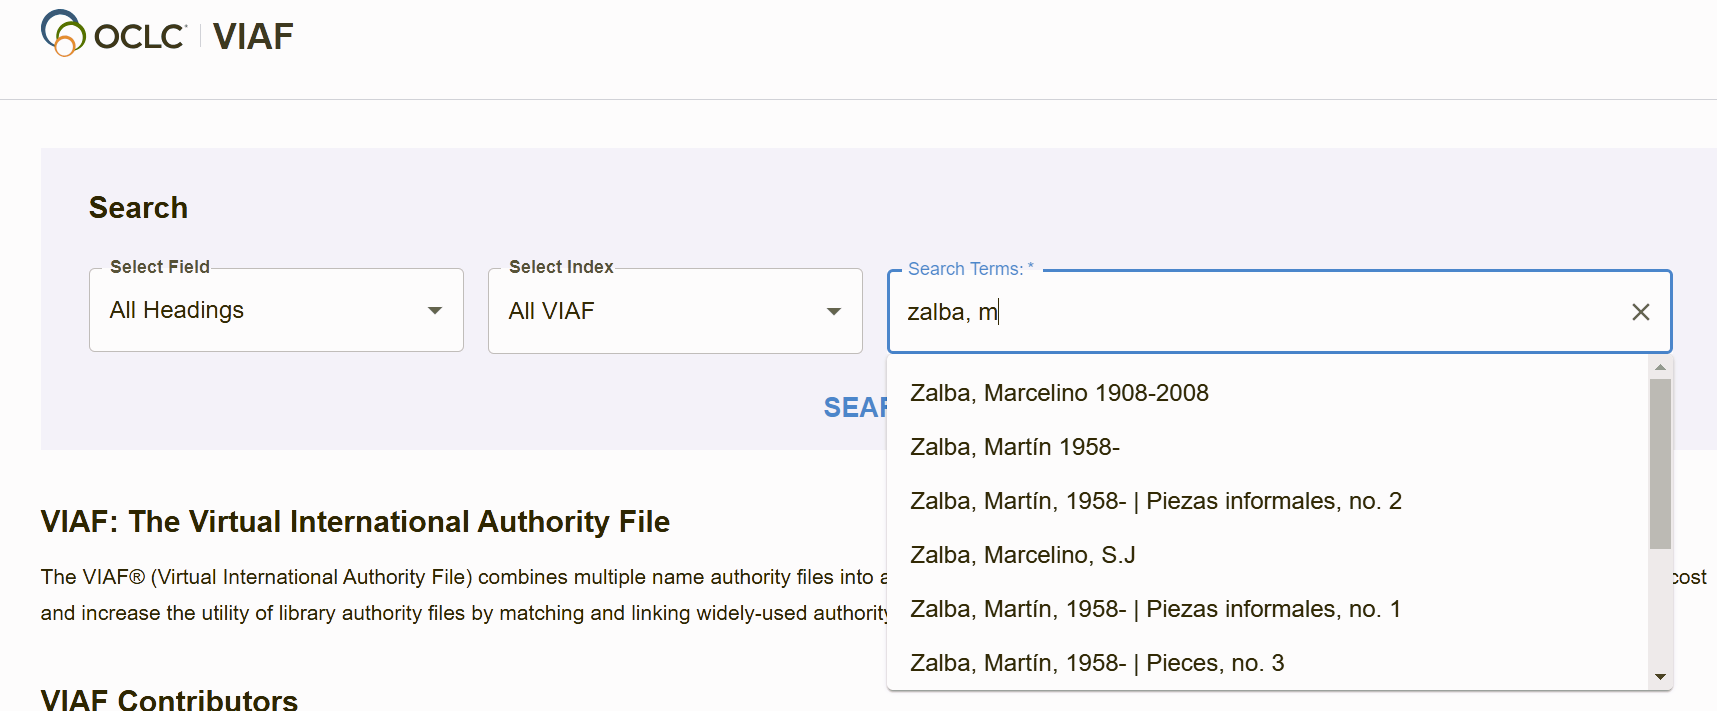 OCLC VIAF
Search
Select Field
All Headings
Select Index
All VIAF
Search Terms: *
zalba, m
Zalba, Marcelino 1908-2008
Zalba, Martín 1958-
Zalba, Martín, 1958- | Piezas informales, no. 2
Zalba, Marcelino, S.J
Zalba, Martín, 1958- | Piezas informales, no. 1
Zalba, Martín, 1958- | Pieces, no. 3
VIAF: The Virtual International Authority File
The VIAF® (Virtual International Authority File) combines multiple name authority files into a cost
and increase the utility of library authority files by matching and linking widely-used authority
VIAF Contributors